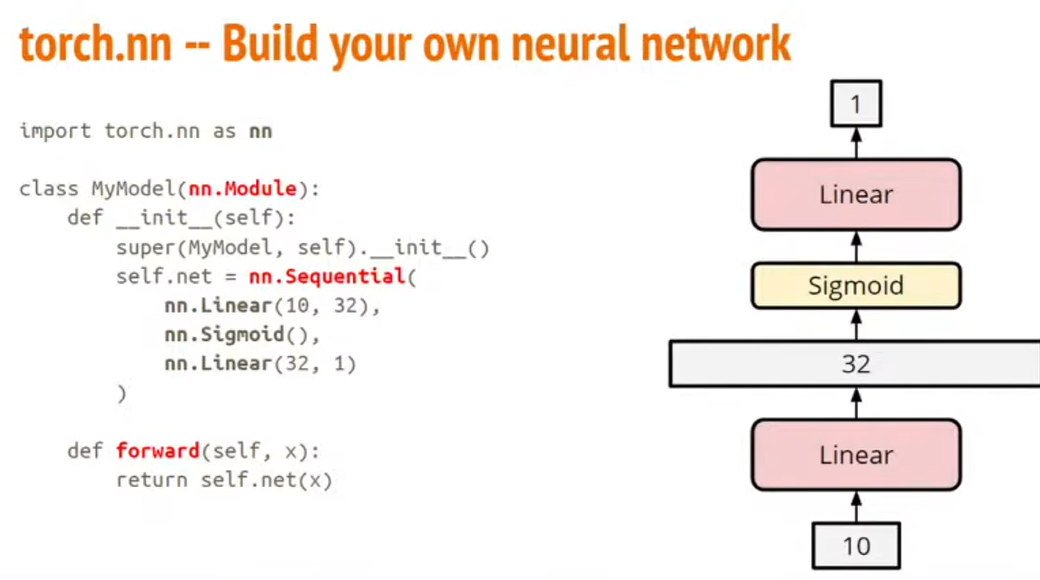 torch.nn -- Build your own neural network
import torch.nn as nn
class MyModel(nn.Module):
    def __init__(self):
        super(MyModel, self).__init__()
        self.net = nn.Sequential(
            nn.Linear(10, 32),
            nn.Sigmoid(),
            nn.Linear(32, 1)
        )
    def forward(self, x):
        return self.net(x)
1
Linear
Sigmoid
32
Linear
10